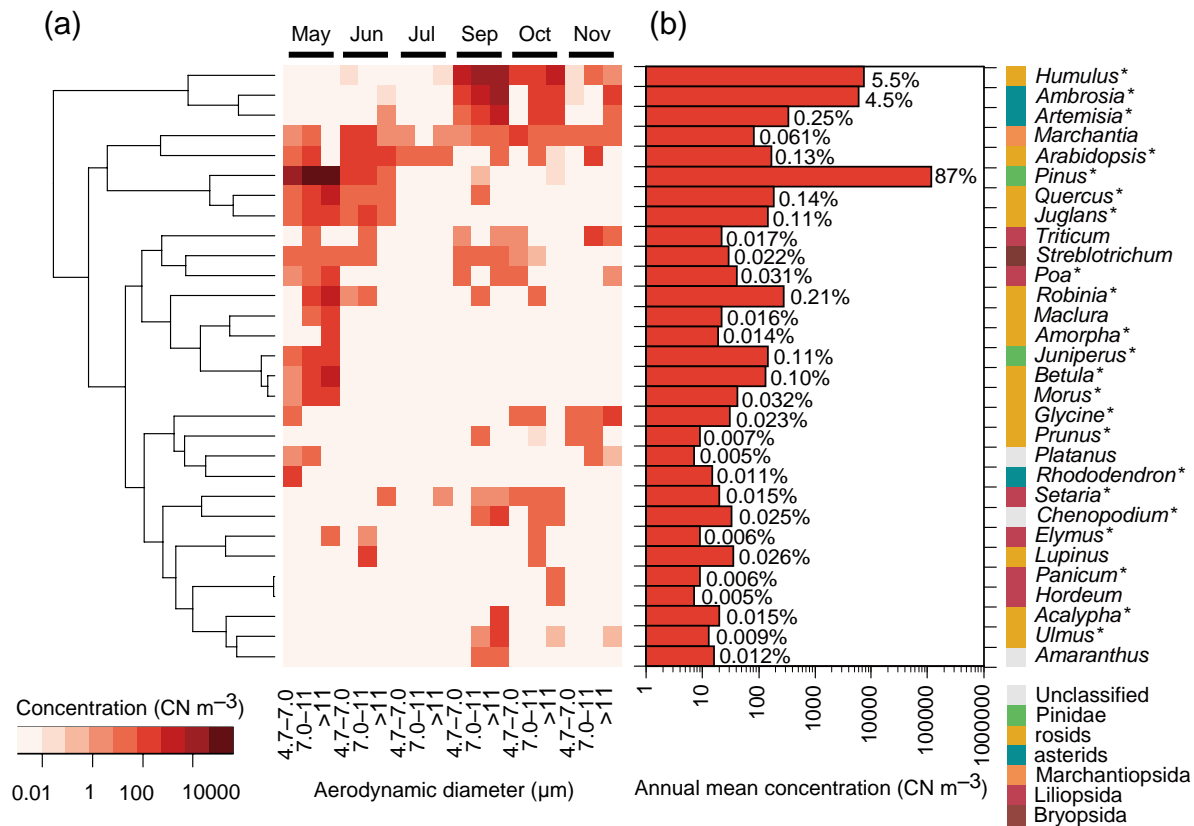 (a)
May Jun Jul Sep Oct Nov
(b)
5.5% Humulus*
4.5% Ambrosia*
0.25% Artemisia*
0.061% Marchantia
0.13% Arabidopsis*
87% Pinus*
0.14% Quercus*
0.11% Juglans*
0.017% Triticum
0.022% Streblotrichum
0.031% Poa*
0.21% Robinia*
0.016% Maclura
0.014% Amorpha*
0.11% Juniperus*
0.10% Betula*
0.032% Morus*
0.023% Glycine*
0.007% Prunus*
0.005% Platanus
0.011% Rhododendron*
0.015% Setaria*
0.025% Chenopodium*
0.006% Elymus*
0.026% Lupinus
0.006% Panicum*
0.005% Hordeum
0.015% Acalypha*
0.009% Ulmus*
0.012% Amaranthus
Concentration (CN m–3)
0.01 1 100 10000
4.7–7.0
7.0–11
>11
4.7–7.0
7.0–11
>11
4.7–7.0
7.0–11
>11
4.7–7.0
7.0–11
>11
4.7–7.0
7.0–11
>11
4.7–7.0
7.0–11
>11
Aerodynamic diameter (µm)
1
10
100
1000
10000
100000
1000000
Annual mean concentration (CN m–3)
Unclassified
Pinidae
rosids
asterids
Marchantiopsida
Liliopsida
Bryopsida